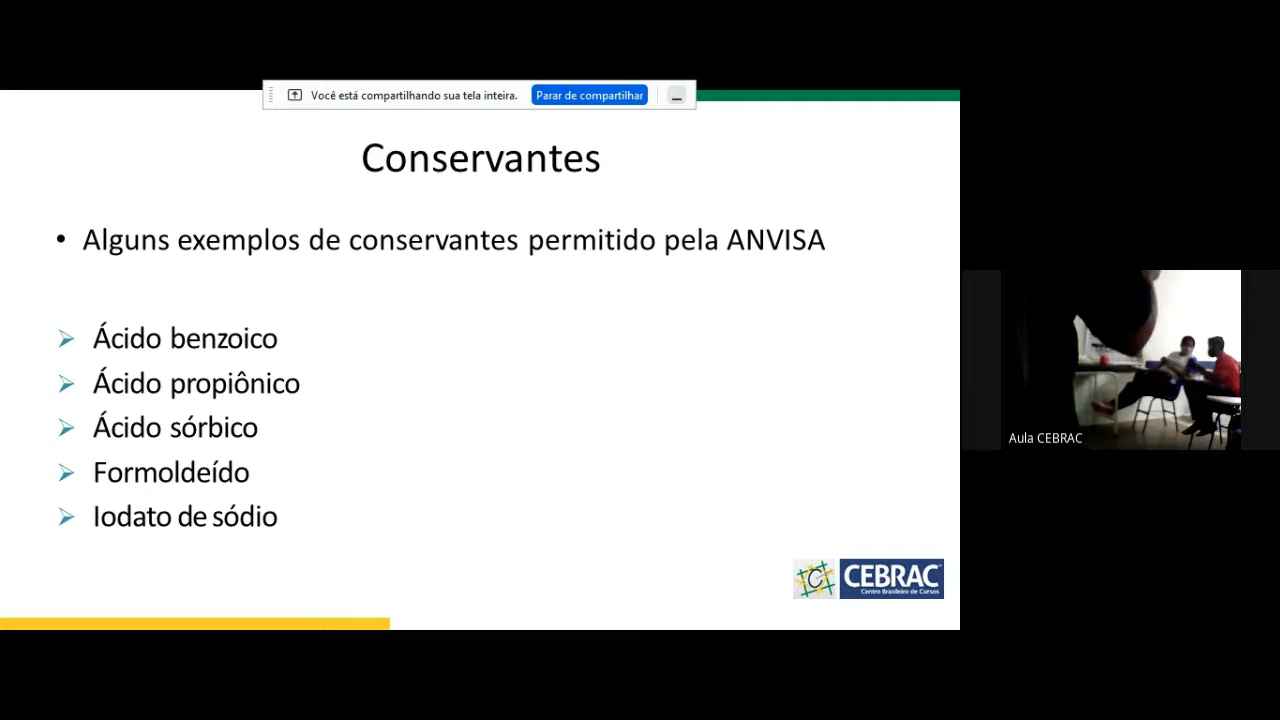 Você está compartilhando sua tela inteira. Parar de compartilhar
Conservantes
• Alguns exemplos de conservantes permitido pela ANVISA
Ácido benzoico
Ácido propiônico
Ácido sórbico
Formoldeído
Iodato de sódio
Aula CEBRAC
CEBRAC
Centro Brasileiro de Cursos